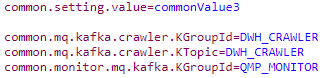 common.setting.value=commonValue3
common.mq.kafka.crawler.KGroupId=DWH_CRAWLER
common.mq.kafka.crawler.KTopic=DWH_CRAWLER
common.monitor.mq.kafka.KGroupId=QMP_MONITOR